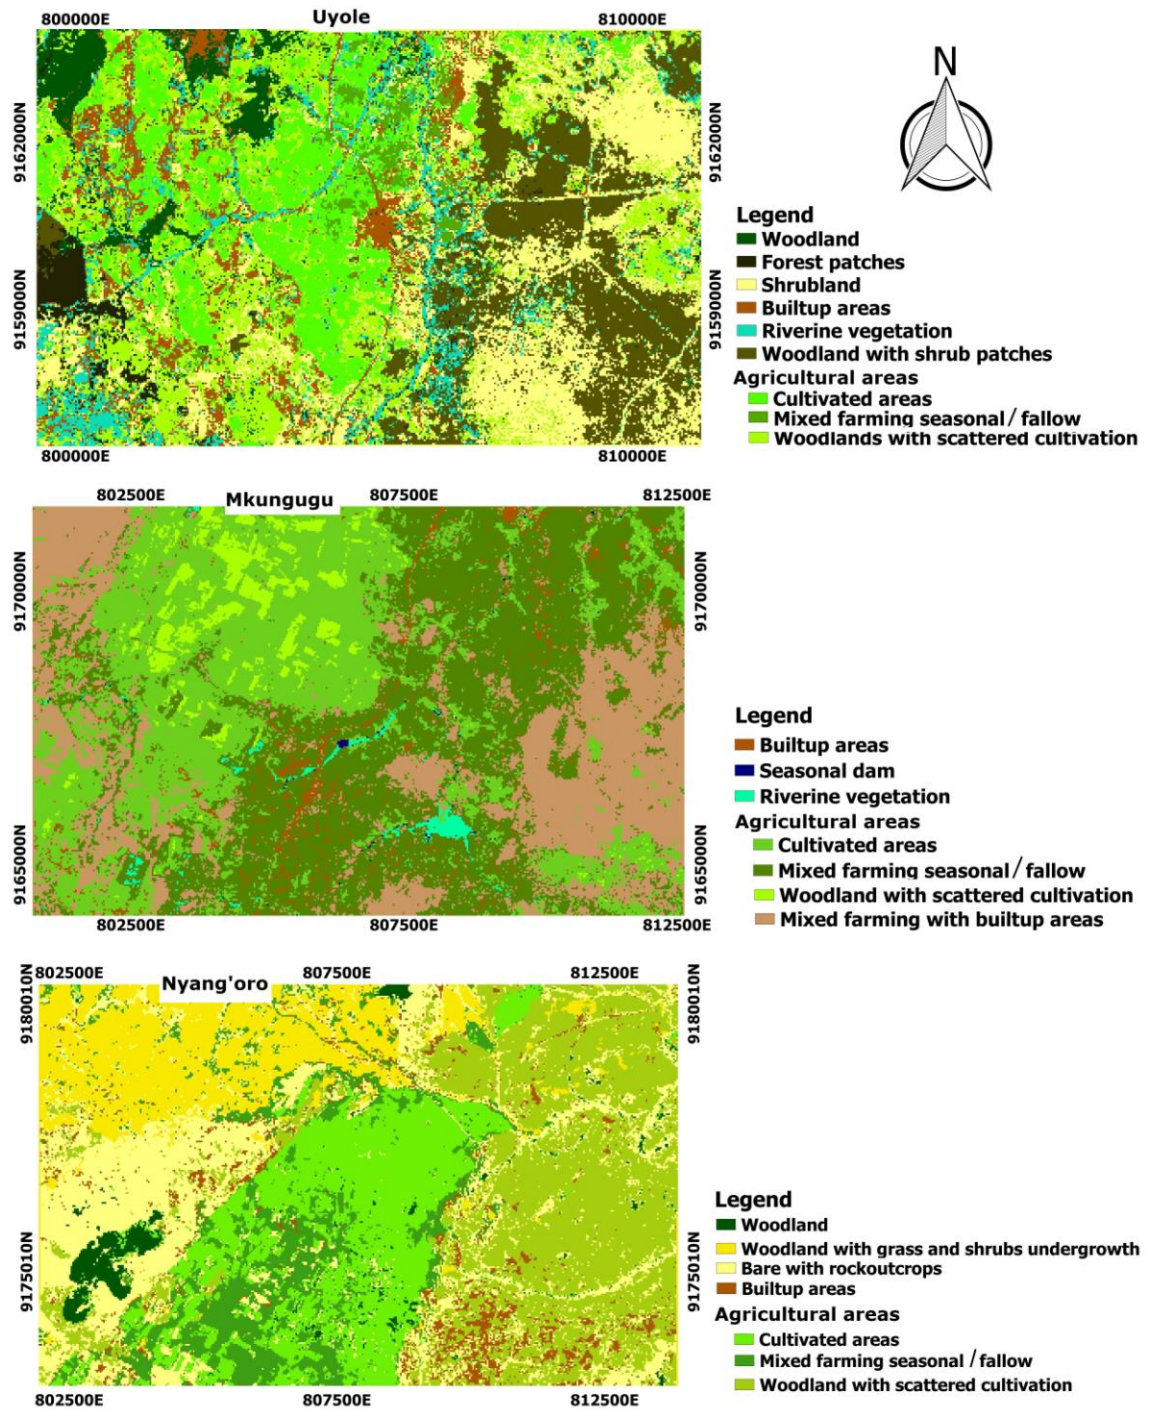 800000E Uyole 810000E
9162000N 9162000N
9159000N 9159000N
800000E 810000E
N
Legend
Woodland
Forest patches
Shrubland
Builtup areas
Riverine vegetation
Woodland with shrub patches
Agricultural areas
Cultivated areas
Mixed farming seasonal/fallow
Woodlands with scattered cultivation
802500E Mkungugu 807500E 812500E
9170000N 9170000N
9165000N 9165000N
802500E 807500E 812500E
Legend
Builtup areas
Seasonal dam
Riverine vegetation
Agricultural areas
Cultivated areas
Mixed farming seasonal/fallow
Woodland with scattered cultivation
Mixed farming with builtup areas
802500E Nyang'oro 807500E 812500E
9180010N 9180010N
9175010N 9175010N
802500E 807500E 812500E
Legend
Woodland
Woodland with grass and shrubs undergrowth
Bare with rockoutcrops
Builtup areas
Agricultural areas
Cultivated areas
Mixed farming seasonal /fallow
Woodland with scattered cultivation